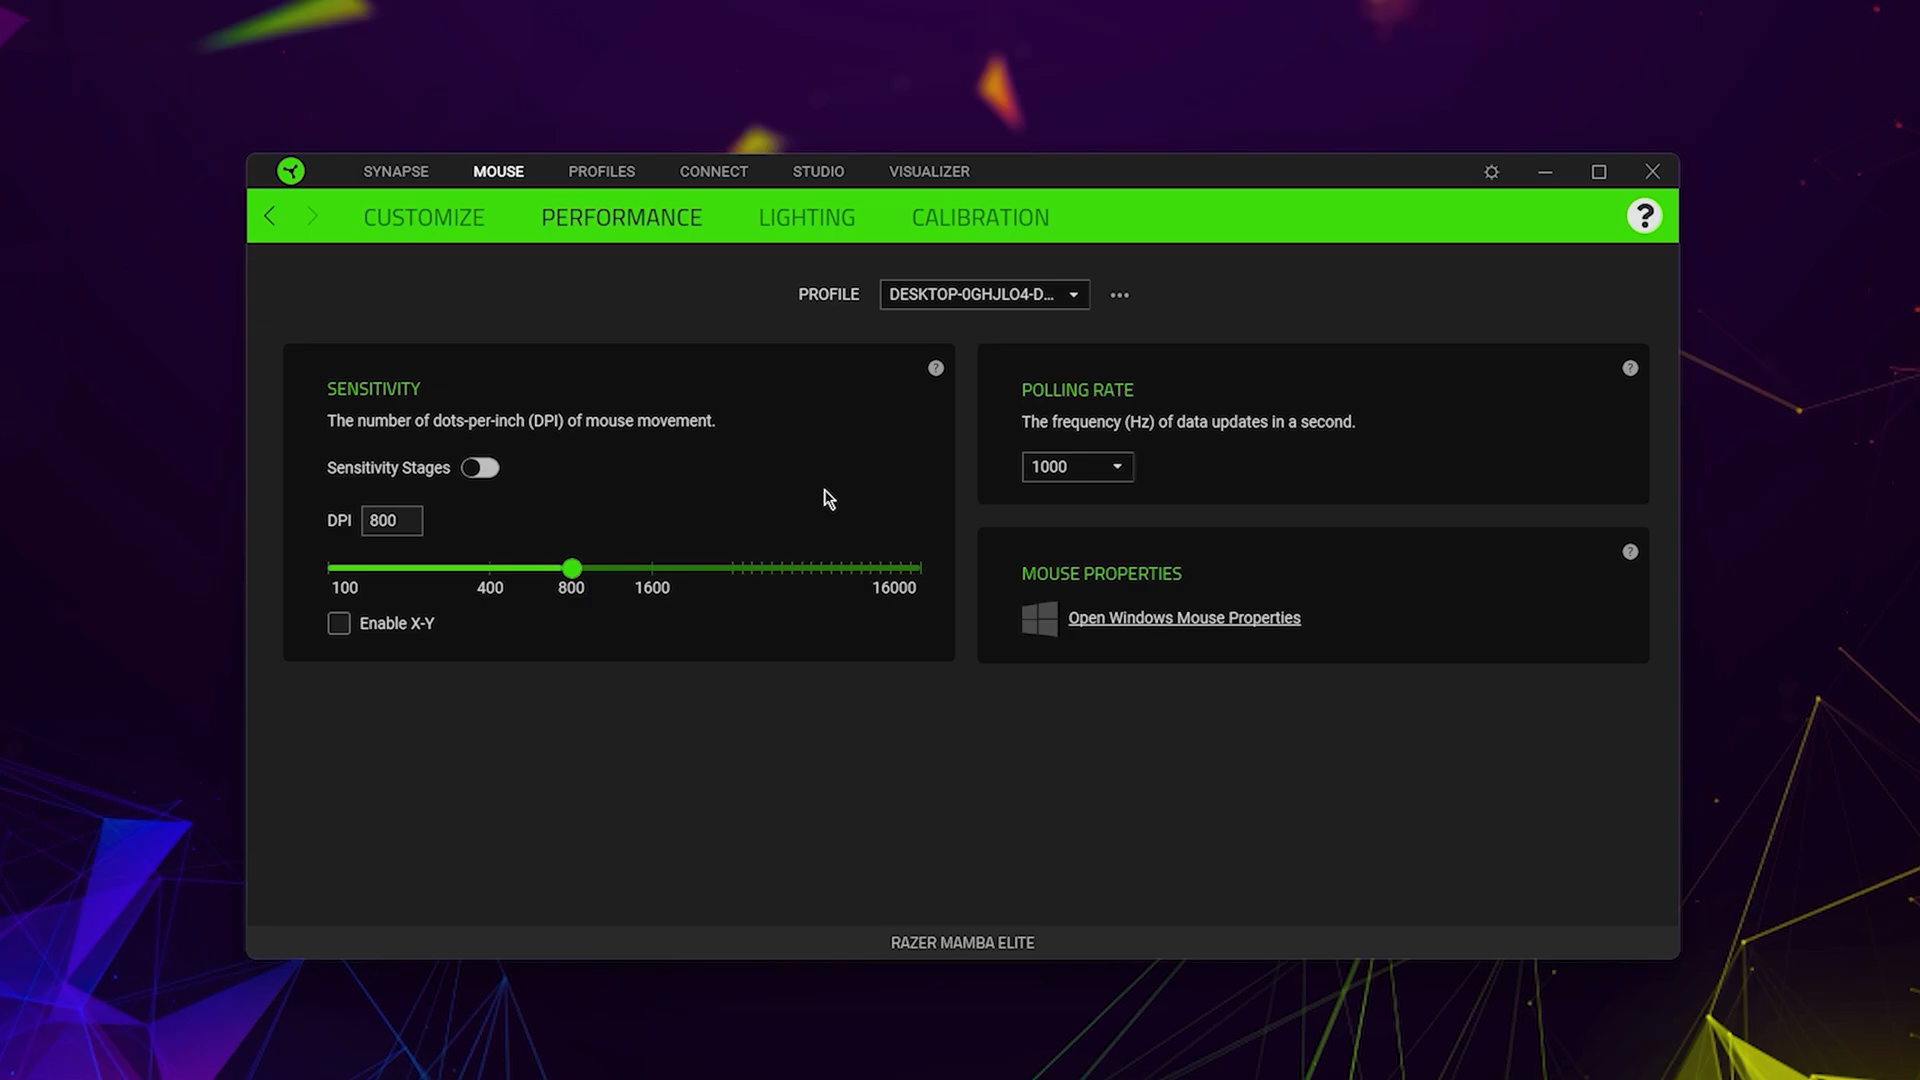 SYNAPSE MOUSE PROFILES CONNECT STUDIO VISUALIZER
CUSTOMIZE PERFORMANCE LIGHTING CALIBRATION ?
PROFILE DESKTOP-0GHJLO4-D...
SENSITIVITY ?
The number of dots-per-inch (DPI) of mouse movement.
Sensitivity Stages
DPI 800
100 400 800 1600 16000
Enable X-Y
POLLING RATE ?
The frequency (Hz) of data updates in a second.
1000
MOUSE PROPERTIES ?
Open Windows Mouse Properties
RAZER MAMBA ELITE